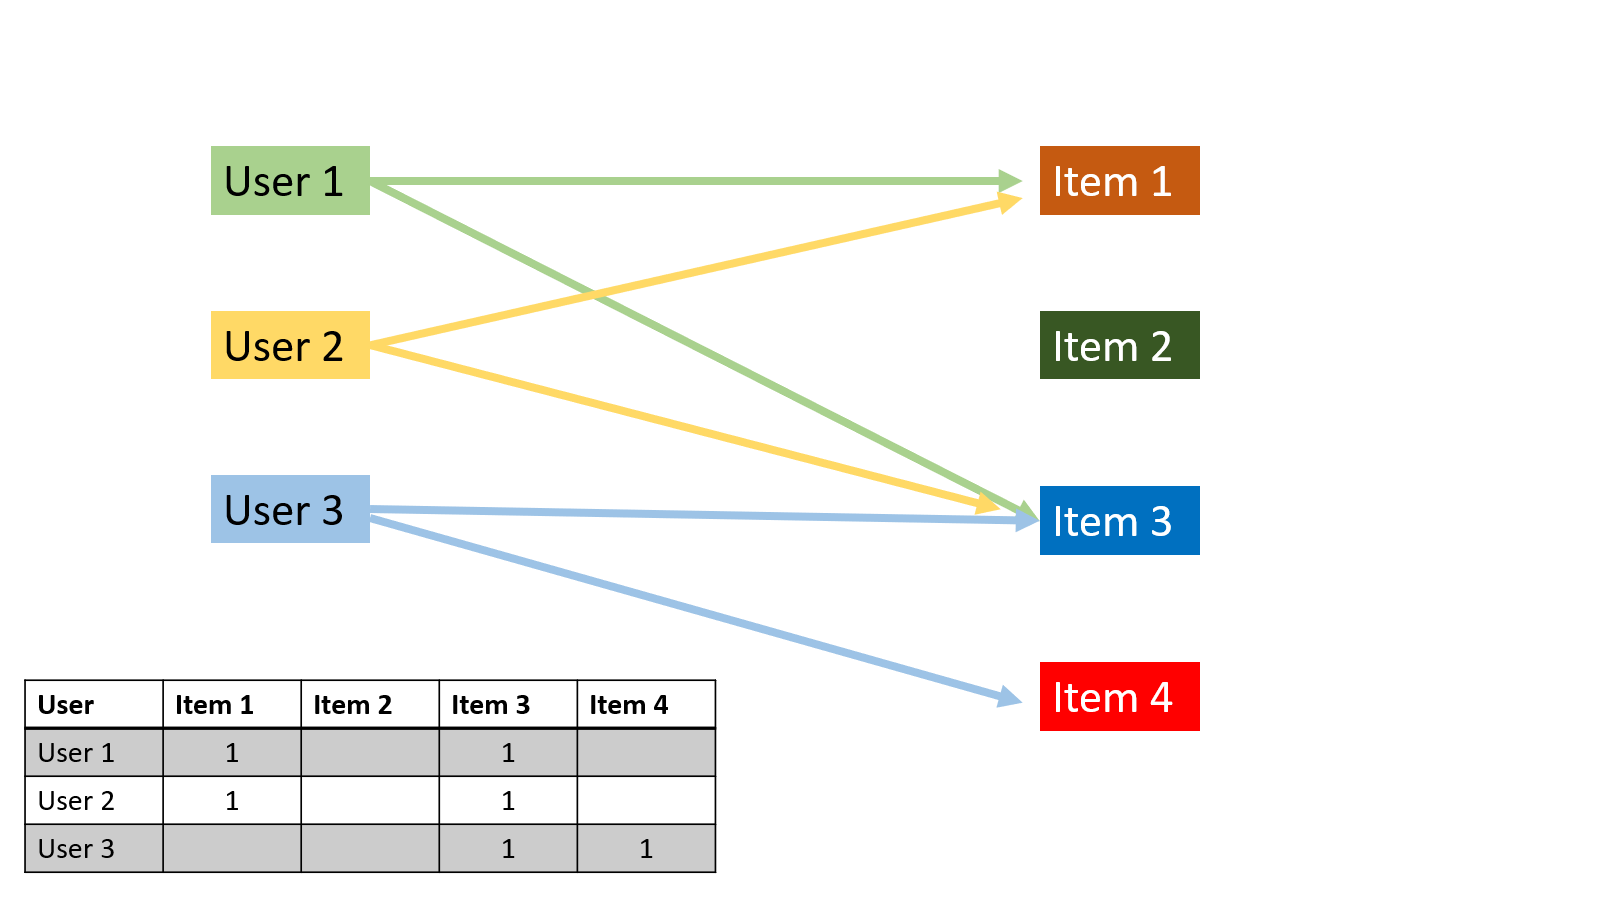 User 1
Item 1
User 2
Item 2
User 3
Item 3
Item 4
User Item 1 Item 2 Item 3 Item 4
User 1 1 1
User 2 1 1
User 3 1 1